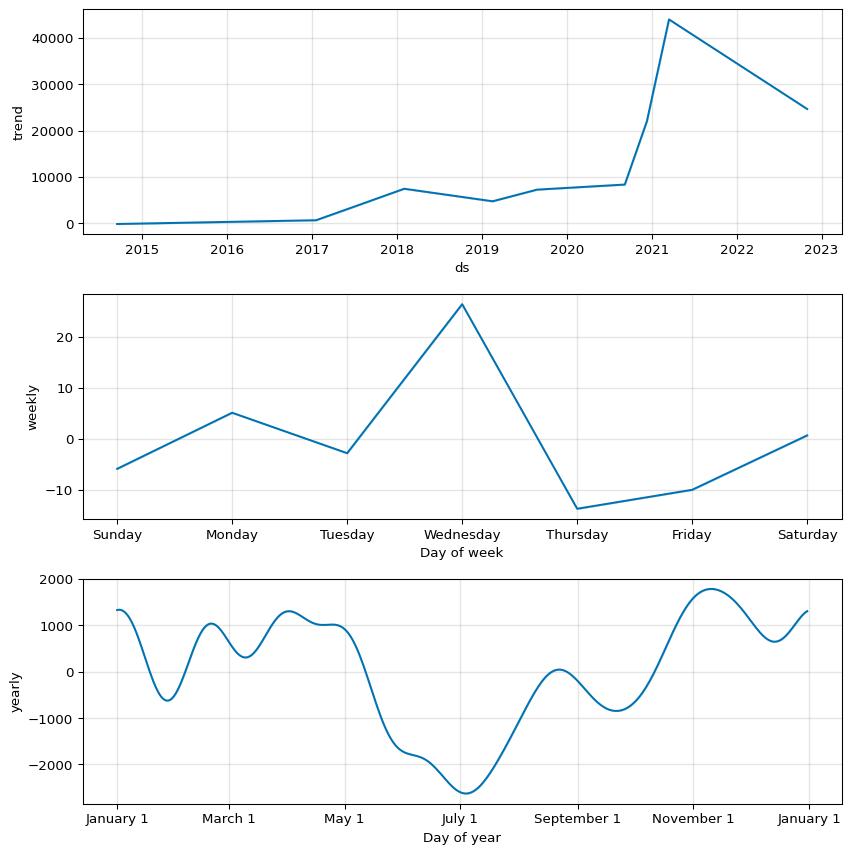 40000
30000
20000
10000
0
trend
2015 2016 2017 2018 2019 2020 2021 2022 2023
ds
20
10
0
−10
weekly
Sunday Monday Tuesday Wednesday Thursday Friday Saturday
Day of week
2000
1000
0
−1000
−2000
yearly
January 1 March 1 May 1 July 1 September 1 November 1 January 1
Day of year